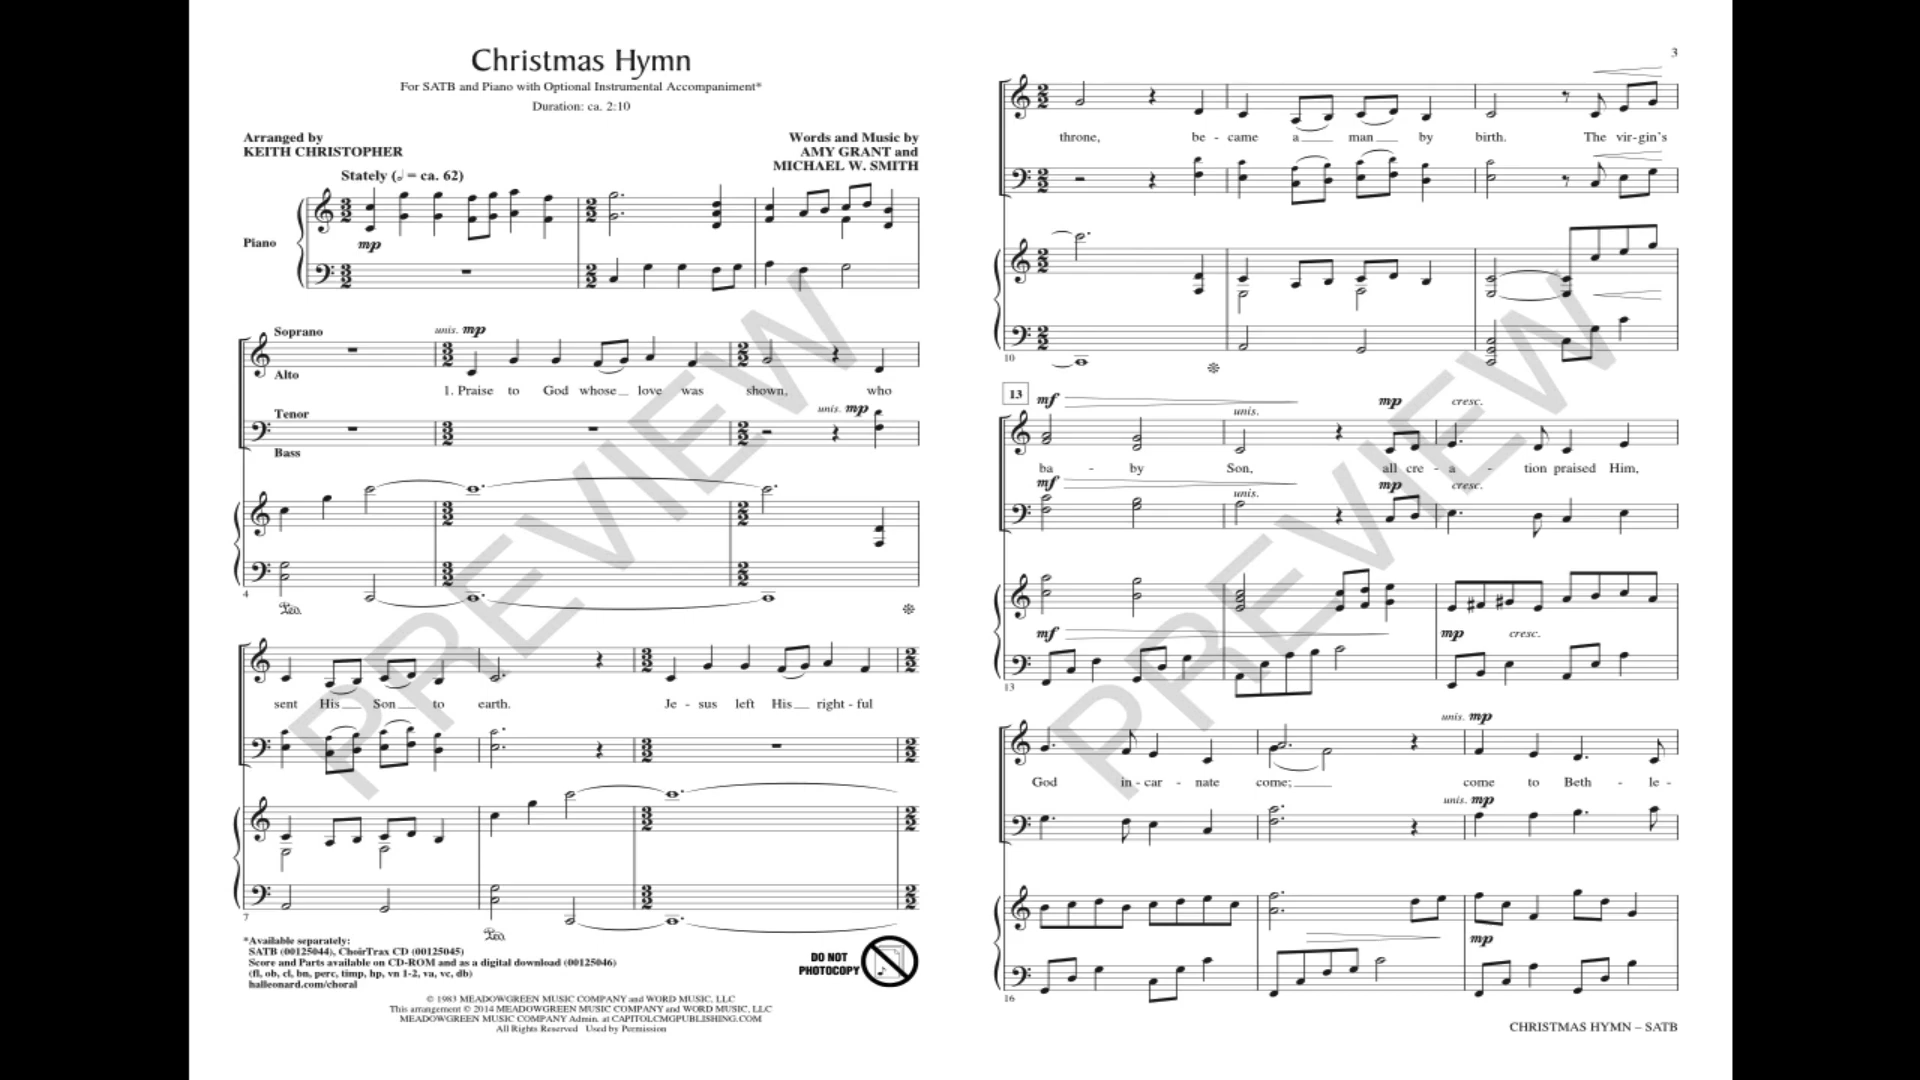 Christmas Hymn
For SATB and Piano with Optional Instrumental Accompaniment*
Duration: ca. 2:10
Arranged by
KEITH CHRISTOPHER
Words and Music by
AMY GRANT and
MICHAEL W. SMITH
Stately (𝅗𝅥 = ca. 62)
Piano
mp
Soprano
unis. mp
Alto
1. Praise to God whose love was shown, who
Tenor
unis. mp
Bass
4
Ped.
sent His Son to earth. Je - sus left His right - ful
7
Ped.
*Available separately:
SATB (00125044), ChoirTrax CD (00125045)
Score and Parts available on CD-ROM and as a digital download (00125046)
(fl, ob, cl, bn, perc, timp, hp, vn 1-2, va, vc, db)
halleonard.com/choral
DO NOT
PHOTOCOPY
© 1983 MEADOWGREEN MUSIC COMPANY and WORD MUSIC, LLC
This arrangement © 2014 MEADOWGREEN MUSIC COMPANY and WORD MUSIC, LLC
MEADOWGREEN MUSIC COMPANY Admin. at CAPITOLCMGPUBLISHING.COM
All Rights Reserved Used by Permission
PREVIEW
3
throne, be - came a man by birth. The vir-gin's
10
13
mf unis. mp cresc.
ba - by Son, all cre - a - tion praised Him,
mf unis. mp cresc.
mf mp cresc.
13
unis. mp
God in - car - nate come; come to Beth - le -
unis. mp
mp
16
CHRISTMAS HYMN – SATB
PREVIEW